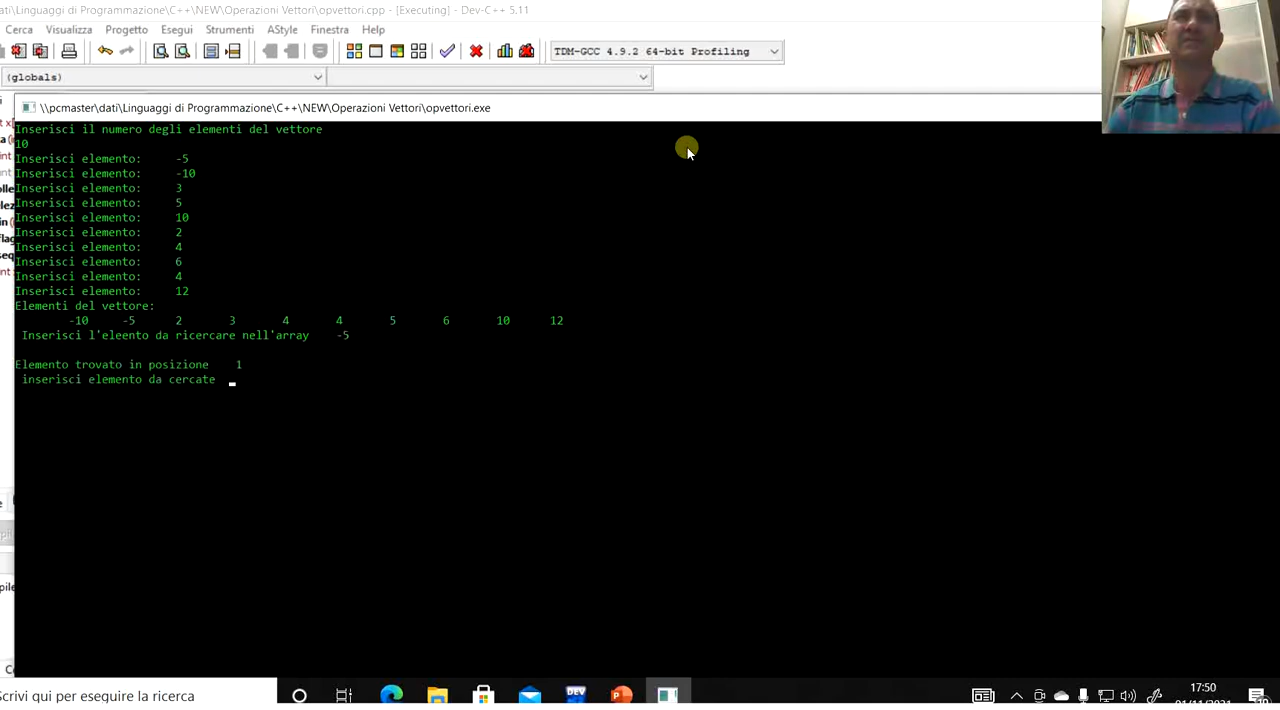 ati\Linguaggi di Programmazione\C++\NEW\Operazioni Vettori\opvettori.cpp - [Executing] - Dev-C++ 5.11
Cerca Visualizza Progetto Esegui Strumenti AStyle Finestra Help
TDM-GCC 4.9.2 64-bit Profiling
(globals)
\\pcmaster\dati\Linguaggi di Programmazione\C++\NEW\Operazioni Vettori\opvettori.exe
Inserisci il numero degli elementi del vettore
10
Inserisci elemento: -5
Inserisci elemento: -10
Inserisci elemento: 3
Inserisci elemento: 5
Inserisci elemento: 10
Inserisci elemento: 2
Inserisci elemento: 4
Inserisci elemento: 6
Inserisci elemento: 4
Inserisci elemento: 12
Elementi del vettore:
-10 -5 2 3 4 4 5 6 10 12
Inserisci l'eleento da ricercare nell'array -5
Elemento trovato in posizione 1
inserisci elemento da cercate
Scrivi qui per eseguire la ricerca
DEV
17:50
01/11/2021